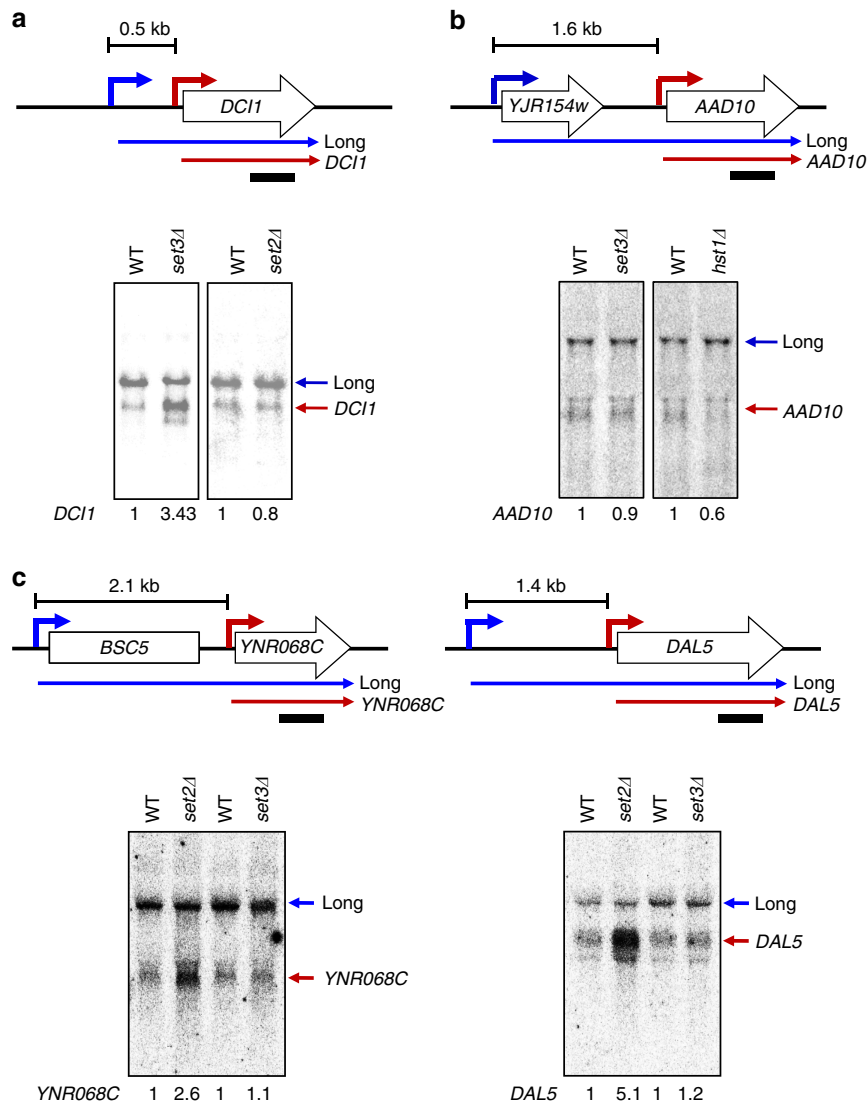 a
0.5 kb
DCI1
Long
DCI1
WT set3Δ WT set2Δ
Long
DCI1
DCI1 1 3.43 1 0.8
b
1.6 kb
YJR154w AAD10
Long
AAD10
WT set3Δ WT hst1Δ
Long
AAD10
AAD10 1 0.9 1 0.6
c
2.1 kb
BSC5 YNR068C
Long
YNR068C
WT set2Δ WT set3Δ
Long
YNR068C
YNR068C 1 2.6 1 1.1
1.4 kb
DAL5
Long
DAL5
WT set2Δ WT set3Δ
Long
DAL5
DAL5 1 5.1 1 1.2